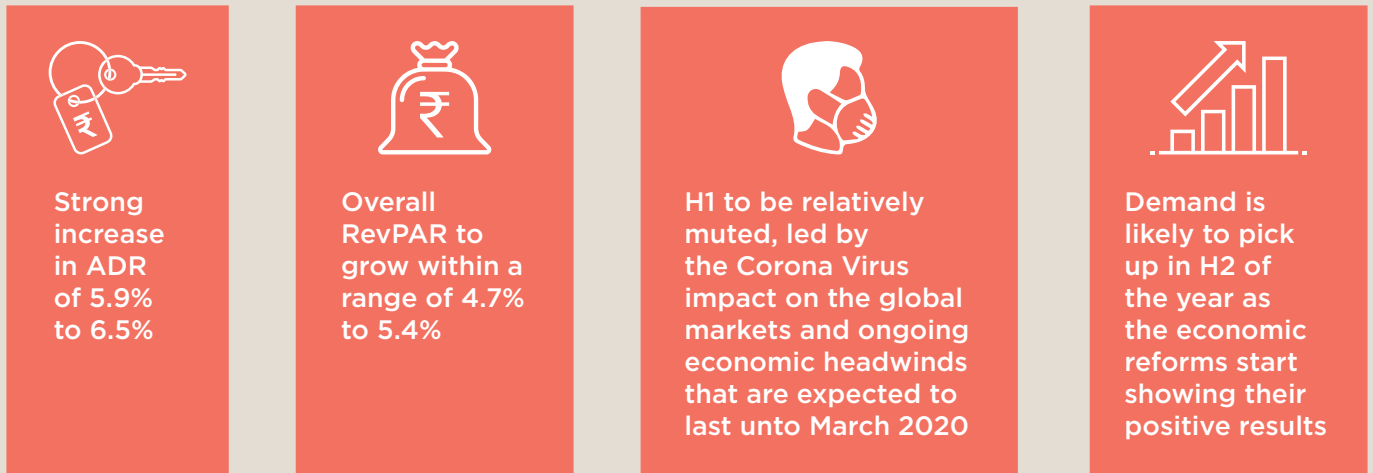 ₹
Strong
increase
in ADR
of 5.9%
to 6.5%
₹
Overall
RevPAR to
grow within a
range of 4.7%
to 5.4%
H1 to be relatively
muted, led by
the Corona Virus
impact on the global
markets and ongoing
economic headwinds
that are expected to
last unto March 2020
Demand is
likely to pick
up in H2 of
the year as
the economic
reforms start
showing their
positive results